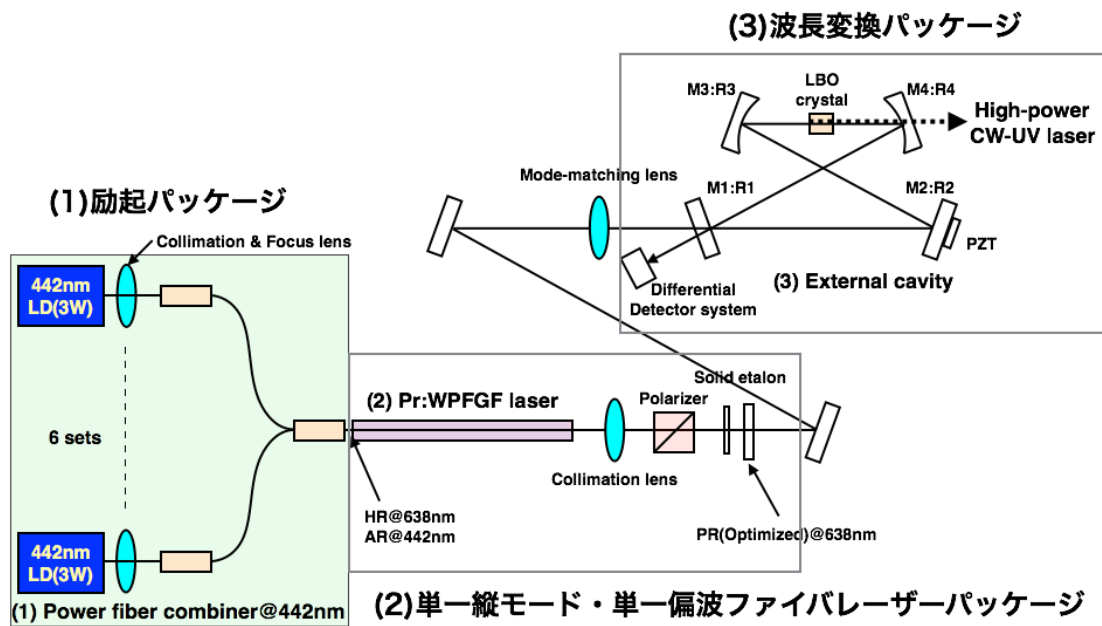 (3)波長変換パッケージ
M3:R3
LBO
crystal
M4:R4
High-power
CW-UV laser
Mode-matching lens
M1:R1
M2:R2
PZT
(3) External cavity
Differential
Detector system
(1)励起パッケージ
Collimation & Focus lens
442nm
LD(3W)
6 sets
442nm
LD(3W)
(1) Power fiber combiner@442nm
(2) Pr:WPFGF laser
Solid etalon
Polarizer
Collimation lens
HR@638nm
AR@442nm
PR(Optimized)@638nm
(2)単一縦モード・単一偏波ファイバレーザーパッケージ